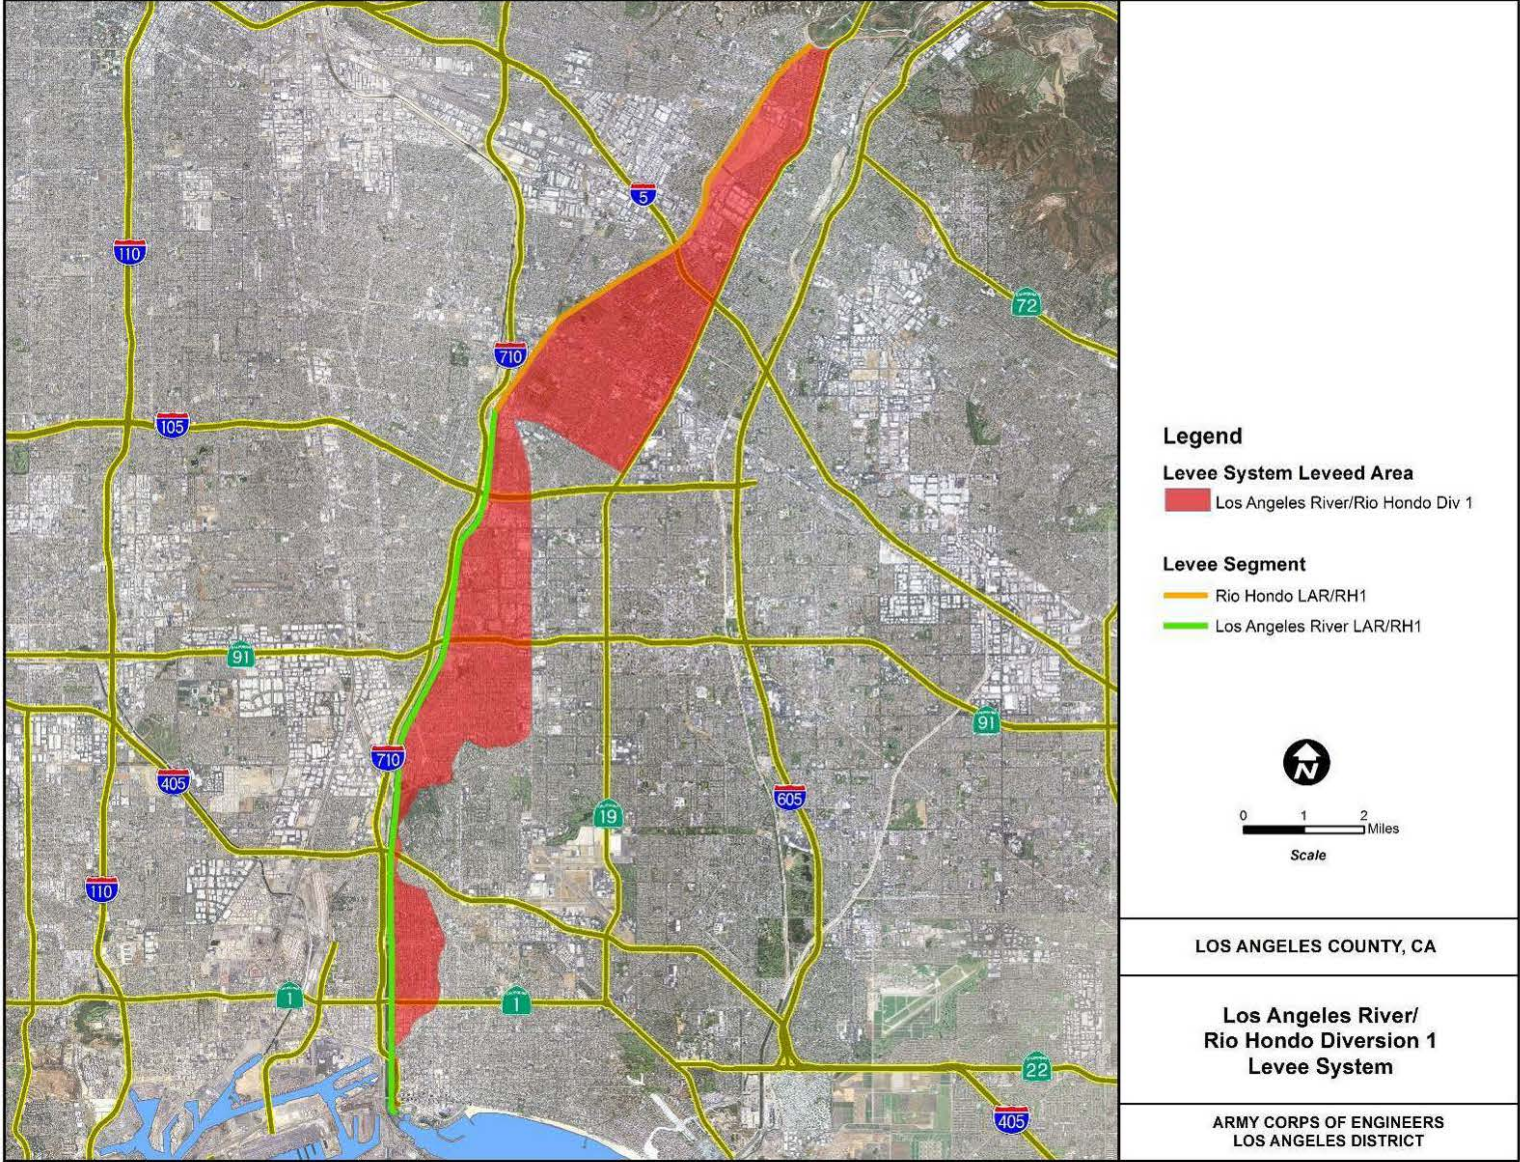 5
110
72
710
105
91
91
710
405
605
19
110
1
1
22
405
Legend
Levee System Leveed Area
Los Angeles River/Rio Hondo Div 1
Levee Segment
Rio Hondo LAR/RH1
Los Angeles River LAR/RH1
N
0 1 2
Miles
Scale
LOS ANGELES COUNTY, CA
Los Angeles River/
Rio Hondo Diversion 1
Levee System
ARMY CORPS OF ENGINEERS
LOS ANGELES DISTRICT